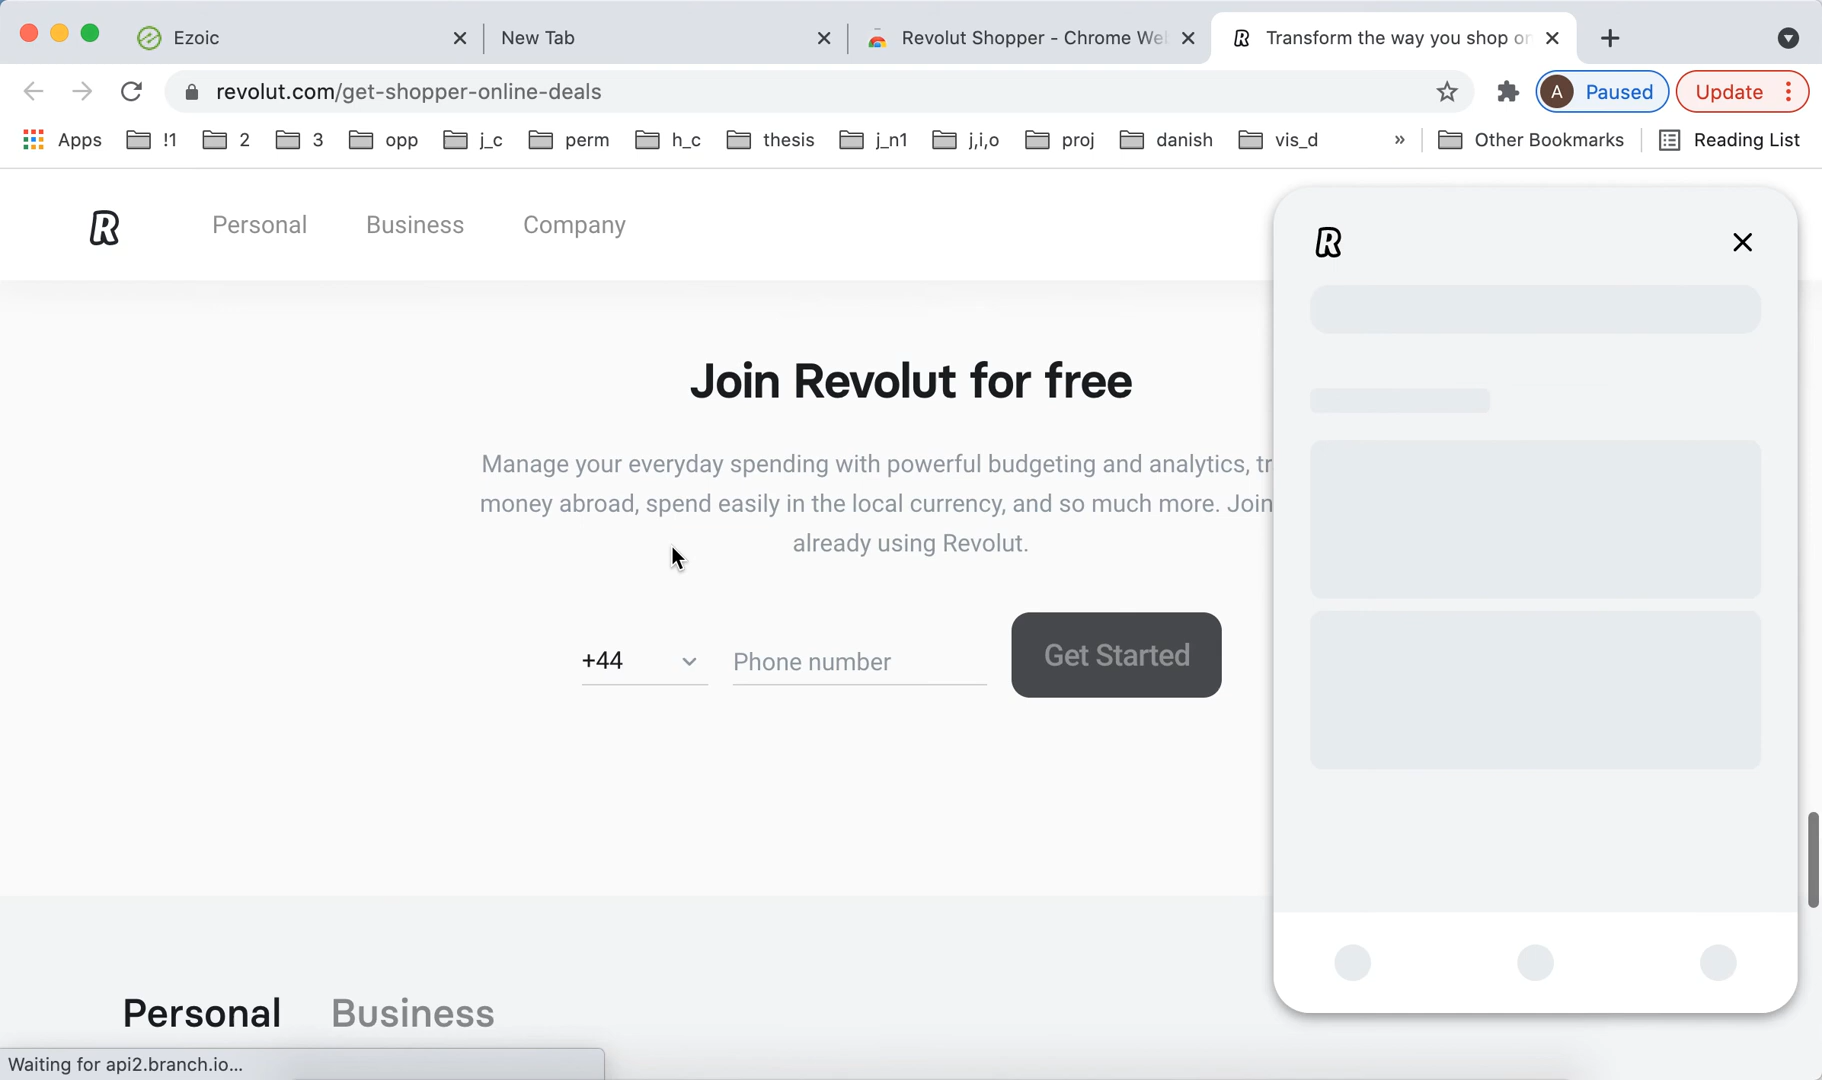 Ezoic
New Tab
Revolut Shopper - Chrome We
Transform the way you shop or
revolut.com/get-shopper-online-deals
A
Paused
Update
Apps
!1
2
3
opp
j_c
perm
h_c
thesis
j_n1
j,i,o
proj
danish
vis_d
»
Other Bookmarks
Reading List
R
Personal
Business
Company
R
Join Revolut for free
Manage your everyday spending with powerful budgeting and analytics, tr
money abroad, spend easily in the local currency, and so much more. Join
already using Revolut.
+44
Phone number
Get Started
Personal
Business
Waiting for api2.branch.io...